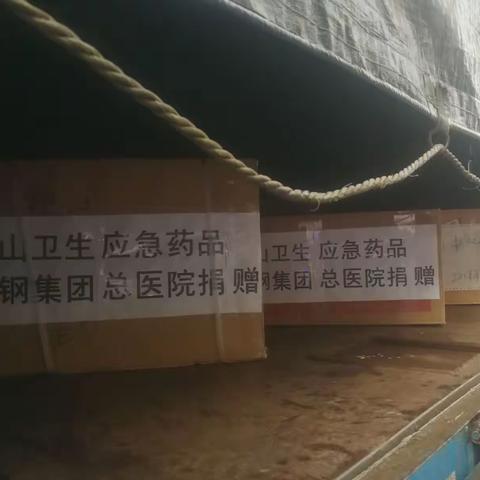 山卫生 应急药品
钢集团 总医院捐 赠
山卫生 应急药品
钢集团 总医院捐 赠